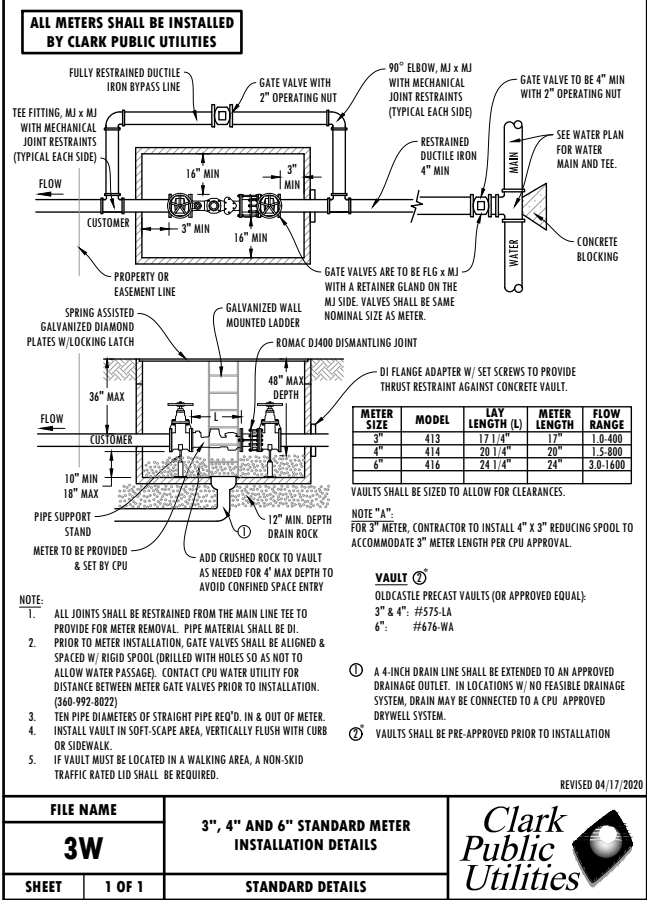 ALL METERS SHALL BE INSTALLED
BY CLARK PUBLIC UTILITIES
FULLY RESTRAINED DUCTILE
IRON BYPASS LINE
GATE VALVE WITH
2" OPERATING NUT
90° ELBOW, MJ x MJ
WITH MECHANICAL
JOINT RESTRAINTS
(TYPICAL EACH SIDE)
GATE VALVE TO BE 4" MIN
WITH 2" OPERATING NUT
TEE FITTING, MJ x MJ
WITH MECHANICAL
JOINT RESTRAINTS
(TYPICAL EACH SIDE)
RESTRAINED
DUCTILE IRON
4" MIN
SEE WATER PLAN
FOR WATER
MAIN AND TEE.
MAIN
WATER
16" MIN
3"
MIN
FLOW
CUSTOMER
3" MIN
16" MIN
CONCRETE
BLOCKING
PROPERTY OR
EASEMENT LINE
GATE VALVES ARE TO BE FLG x MJ
WITH A RETAINER GLAND ON THE
MJ SIDE. VALVES SHALL BE SAME
NOMINAL SIZE AS METER.
SPRING ASSISTED
GALVANIZED DIAMOND
PLATES W/LOCKING LATCH
GALVANIZED WALL
MOUNTED LADDER
ROMAC DJ400 DISMANTLING JOINT
DI FLANGE ADAPTER W/ SET SCREWS TO PROVIDE
THRUST RESTRAINT AGAINST CONCRETE VAULT.
36" MAX
48" MAX
DEPTH
L
FLOW
CUSTOMER
10" MIN
18" MAX
PIPE SUPPORT
STAND
METER TO BE PROVIDED
& SET BY CPU
1
12" MIN. DEPTH
DRAIN ROCK
ADD CRUSHED ROCK TO VAULT
AS NEEDED FOR 4' MAX DEPTH TO
AVOID CONFINED SPACE ENTRY
METER SIZE MODEL LAY LENGTH (L) METER LENGTH FLOW RANGE
3" 413 17 1/4" 17" 1.0-400
4" 414 20 1/4" 20" 1.5-800
6" 416 24 1/4" 24" 3.0-1600
VAULTS SHALL BE SIZED TO ALLOW FOR CLEARANCES.
NOTE "A":
FOR 3" METER, CONTRACTOR TO INSTALL 4" X 3" REDUCING SPOOL TO
ACCOMMODATE 3" METER LENGTH PER CPU APPROVAL.
VAULT 2*
OLDCASTLE PRECAST VAULTS (OR APPROVED EQUAL):
3" & 4": #575-LA
6": #676-WA
1 A 4-INCH DRAIN LINE SHALL BE EXTENDED TO AN APPROVED
DRAINAGE OUTLET. IN LOCATIONS W/ NO FEASIBLE DRAINAGE
SYSTEM, DRAIN MAY BE CONNECTED TO A CPU APPROVED
DRYWELL SYSTEM.
2* VAULTS SHALL BE PRE-APPROVED PRIOR TO INSTALLATION
NOTE:
1. ALL JOINTS SHALL BE RESTRAINED FROM THE MAIN LINE TEE TO
PROVIDE FOR METER REMOVAL. PIPE MATERIAL SHALL BE DI.
2. PRIOR TO METER INSTALLATION, GATE VALVES SHALL BE ALIGNED &
SPACED W/ RIGID SPOOL (DRILLED WITH HOLES SO AS NOT TO
ALLOW WATER PASSAGE). CONTACT CPU WATER UTILITY FOR
DISTANCE BETWEEN METER GATE VALVES PRIOR TO INSTALLATION.
(360-992-8022)
3. TEN PIPE DIAMETERS OF STRAIGHT PIPE REQ'D. IN & OUT OF METER.
4. INSTALL VAULT IN SOFT-SCAPE AREA, VERTICALLY FLUSH WITH CURB
OR SIDEWALK.
5. IF VAULT MUST BE LOCATED IN A WALKING AREA, A NON-SKID
TRAFFIC RATED LID SHALL BE REQUIRED.
REVISED 04/17/2020
FILE NAME
3W
SHEET 1 OF 1
3", 4" AND 6" STANDARD METER
INSTALLATION DETAILS
STANDARD DETAILS
Clark
Public
Utilities